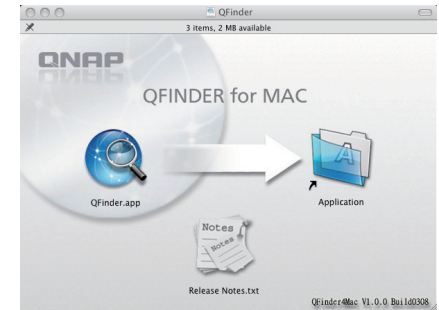 QFinder
3 items, 2 MB available
QNAP
QFINDER for MAC
A
QFinder.app
Application
Notes
Notes
Release Notes.txt
QFinder4Mac V1.0.0 Build0308